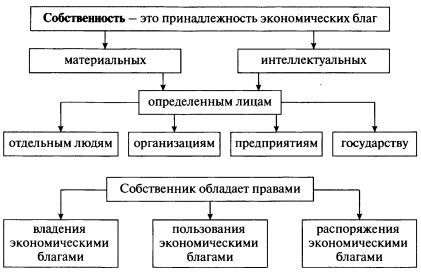 Собственность – это принадлежность экономических благ
материальных
интеллектуальных
определенным лицам
отдельным людям
организациям
предприятиям
государству
Собственник обладает правами
владения
экономическими
благами
пользования
экономическими
благами
распоряжения
экономическими
благами